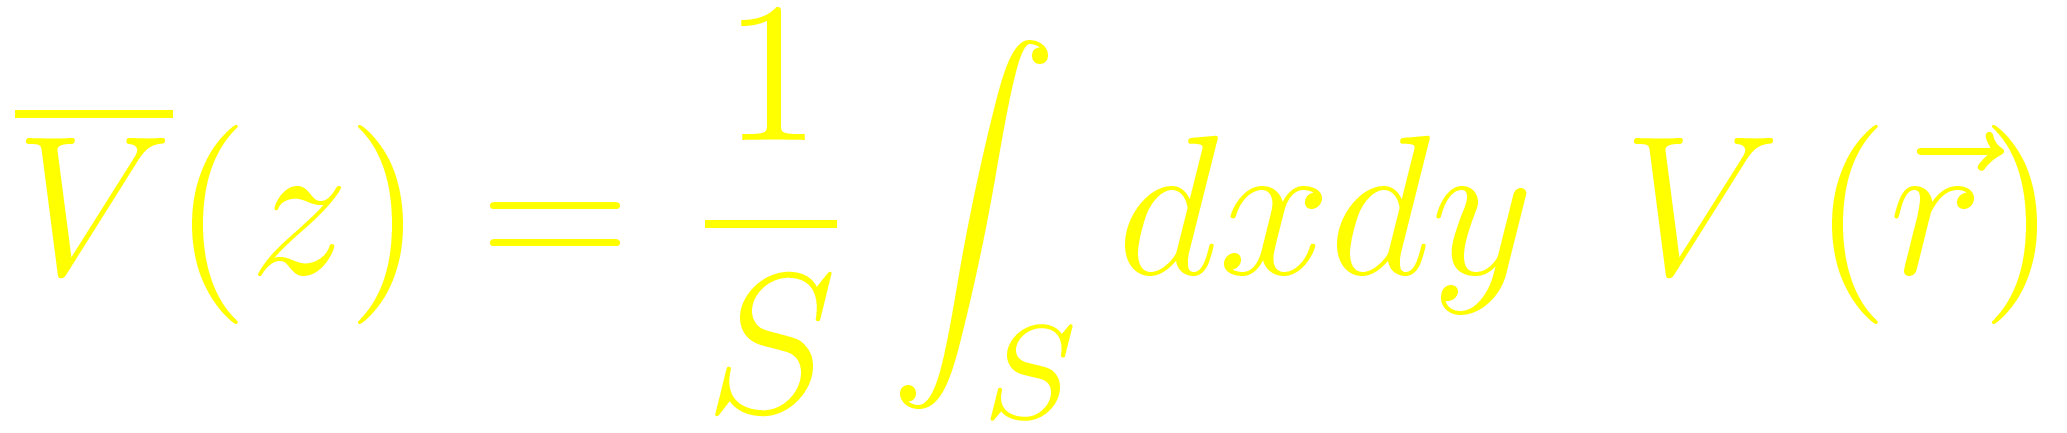 \overline{V}(z) = \frac{1}{S} \int_S dxdy \; V(\vec{r})